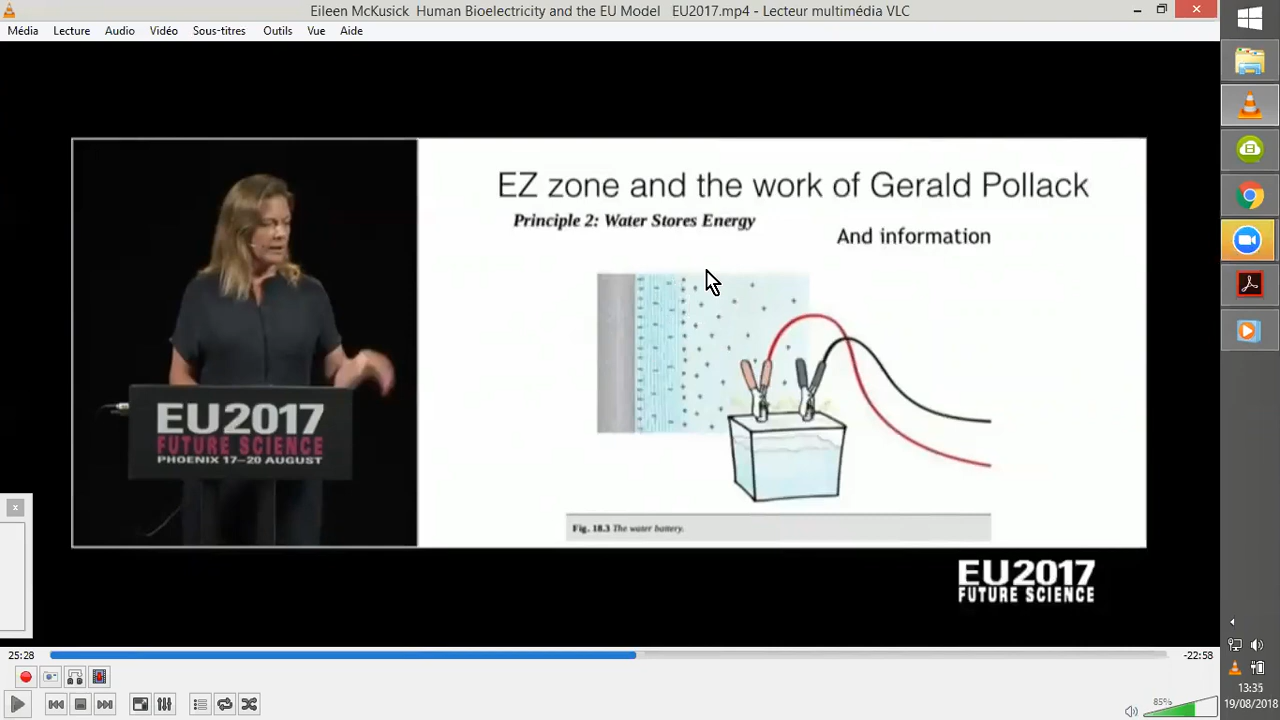 Eileen McKusick Human Bioelectricity and the EU Model EU2017.mp4 - Lecteur multimédia VLC
Média Lecture Audio Vidéo Sous-titres Outils Vue Aide
EZ zone and the work of Gerald Pollack
Principle 2: Water Stores Energy
And information
EU2017
FUTURE SCIENCE
PHOENIX 17–20 AUGUST
Fig. 18.3 The water battery.
EU2017
FUTURE SCIENCE
25:28
-22:58
85%
13:35
19/08/2018